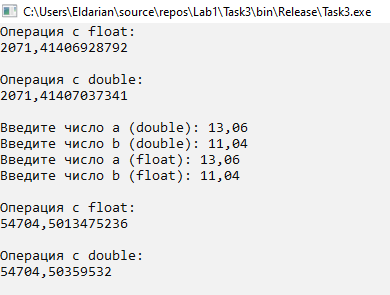 C:\Users\Eldarian\source\repos\Lab1\Task3\bin\Release\Task3.exe
Операция с float:
2071,41406928792
Операция с double:
2071,41407037341
Введите число a (double): 13,06
Введите число b (double): 11,04
Введите число a (float): 13,06
Введите число b (float): 11,04
Операция с float:
54704,5013475236
Операция с double:
54704,50359532